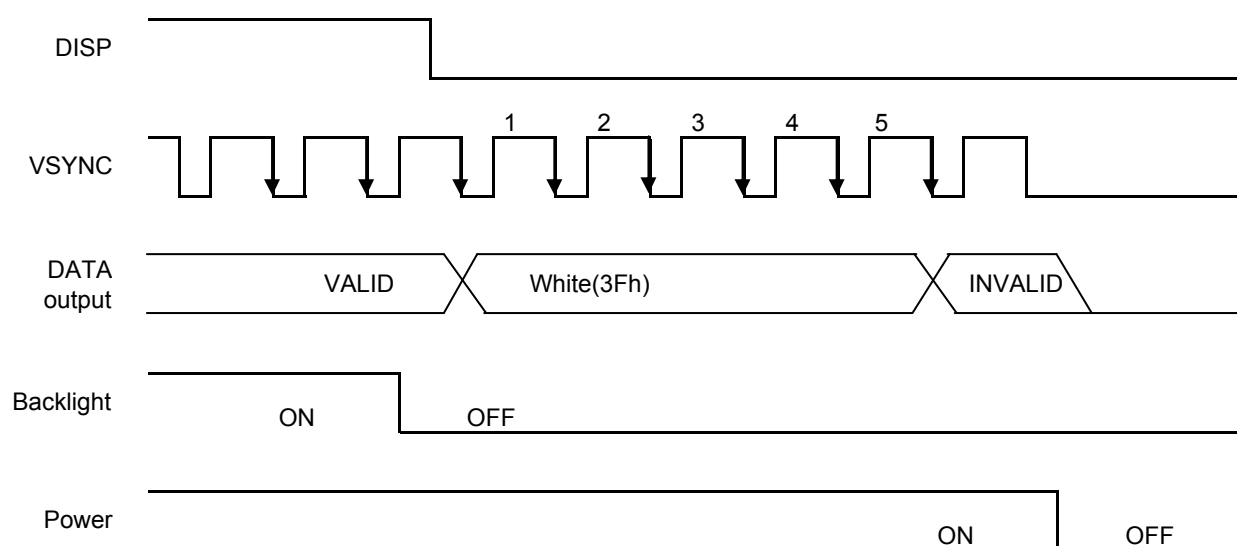 DISP
1 2 3 4 5
VSYNC
DATA
output
VALID
White(3Fh)
INVALID
Backlight
ON
OFF
Power
ON
OFF